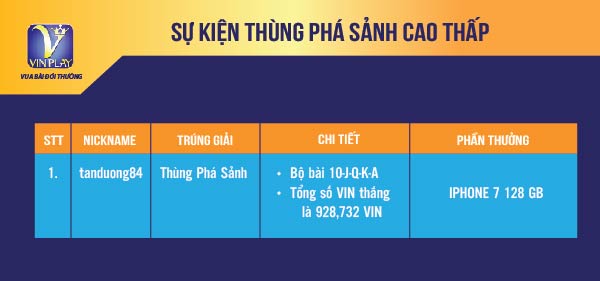 VINPLAY
VUA BÀI ĐỔI THƯỞNG
SỰ KIỆN THÙNG PHÁ SẢNH CAO THẤP
STT NICKNAME TRÚNG GIẢI CHI TIẾT PHẦN THƯỞNG
1. tanduong84 Thùng Phá Sảnh • Bộ bài 10-J-Q-K-A
• Tổng số VIN thắng
là 928,732 VIN
IPHONE 7 128 GB